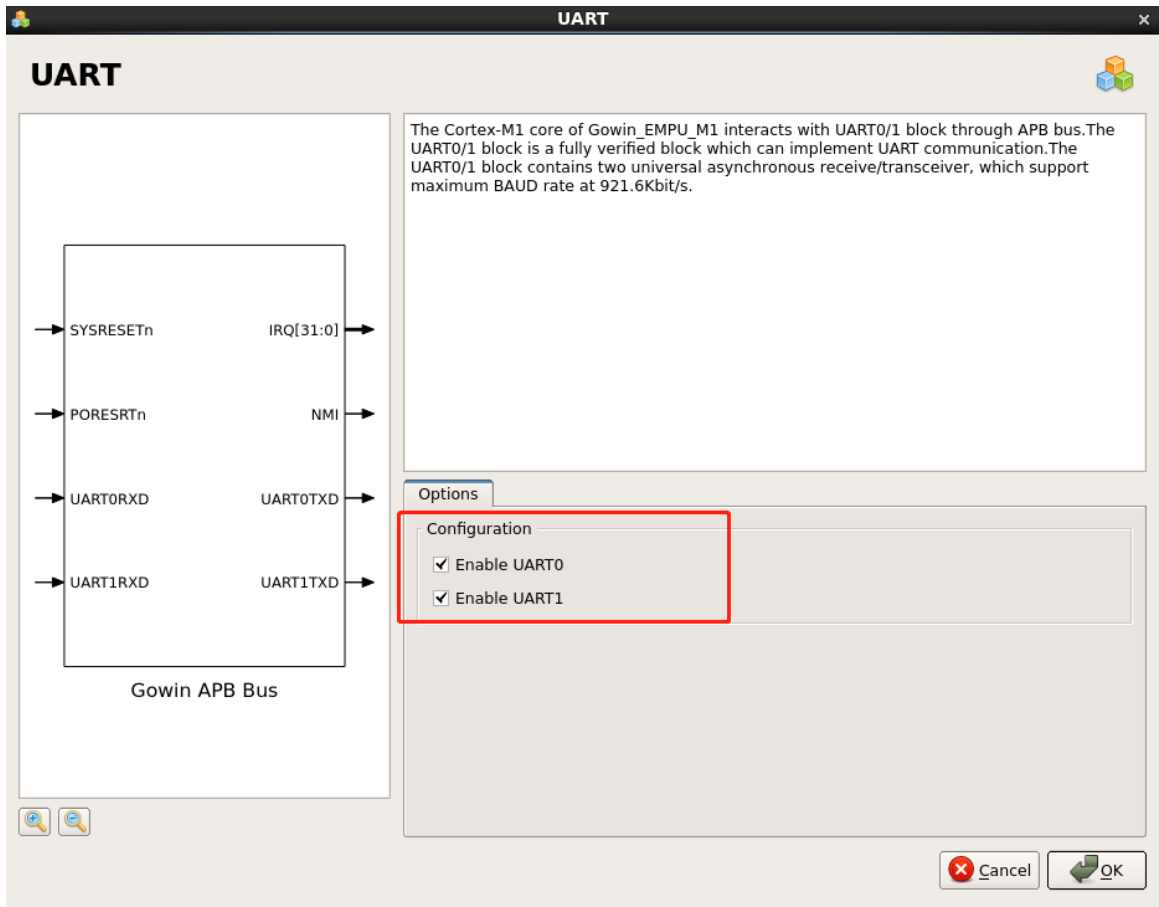 UART
UART
The Cortex-M1 core of Gowin_EMPU_M1 interacts with UART0/1 block through APB bus.The
UART0/1 block is a fully verified block which can implement UART communication.The
UART0/1 block contains two universal asynchronous receive/transceiver, which support
maximum BAUD rate at 921.6Kbit/s.
SYSRESETn IRQ[31:0]
PORESRTn NMI
UART0RXD UART0TXD
UART1RXD UART1TXD
Gowin APB Bus
Options
Configuration
Enable UART0
Enable UART1
Cancel OK